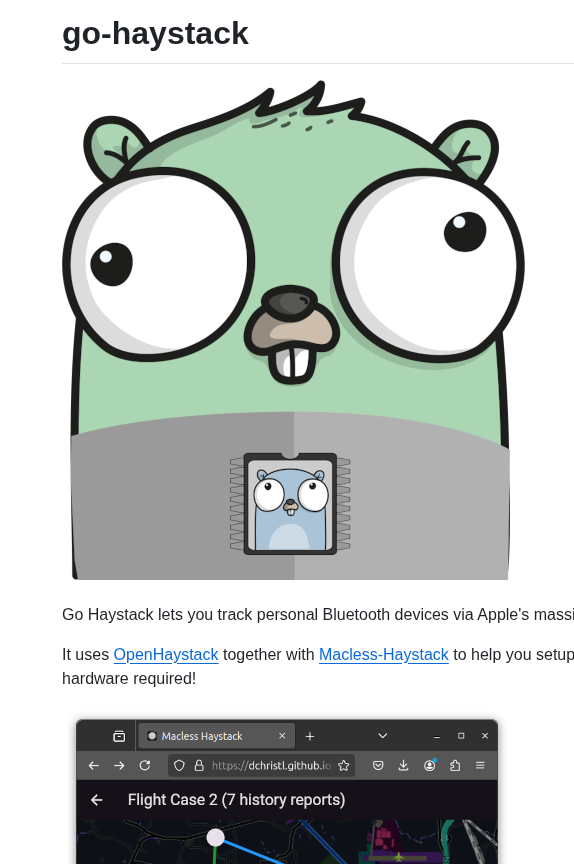 go-haystack
Go Haystack lets you track personal Bluetooth devices via Apple's
It uses OpenHaystack together with Macless-Haystack to help you setup
hardware required!
Macless Haystack
https://dchristl.github.io
Flight Case 2 (7 history reports)